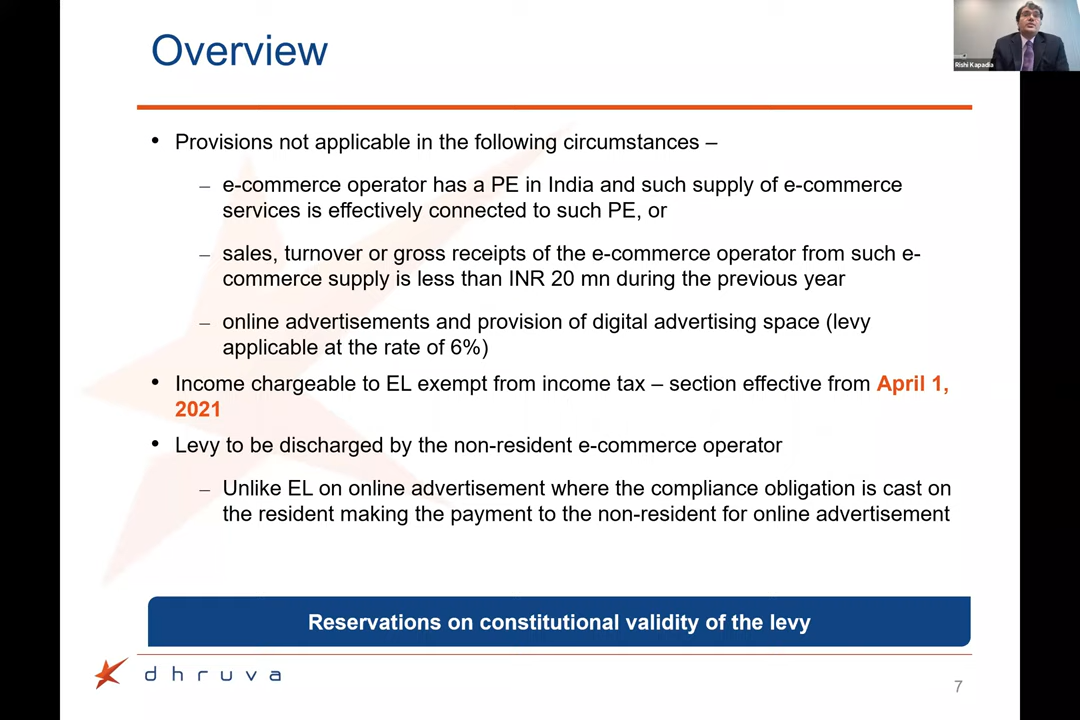 Overview
Rishi Kapadia
• Provisions not applicable in the following circumstances –
– e-commerce operator has a PE in India and such supply of e-commerce
services is effectively connected to such PE, or
– sales, turnover or gross receipts of the e-commerce operator from such e-
commerce supply is less than INR 20 mn during the previous year
– online advertisements and provision of digital advertising space (levy
applicable at the rate of 6%)
• Income chargeable to EL exempt from income tax – section effective from April 1,
2021
• Levy to be discharged by the non-resident e-commerce operator
– Unlike EL on online advertisement where the compliance obligation is cast on
the resident making the payment to the non-resident for online advertisement
Reservations on constitutional validity of the levy
dhruva
7